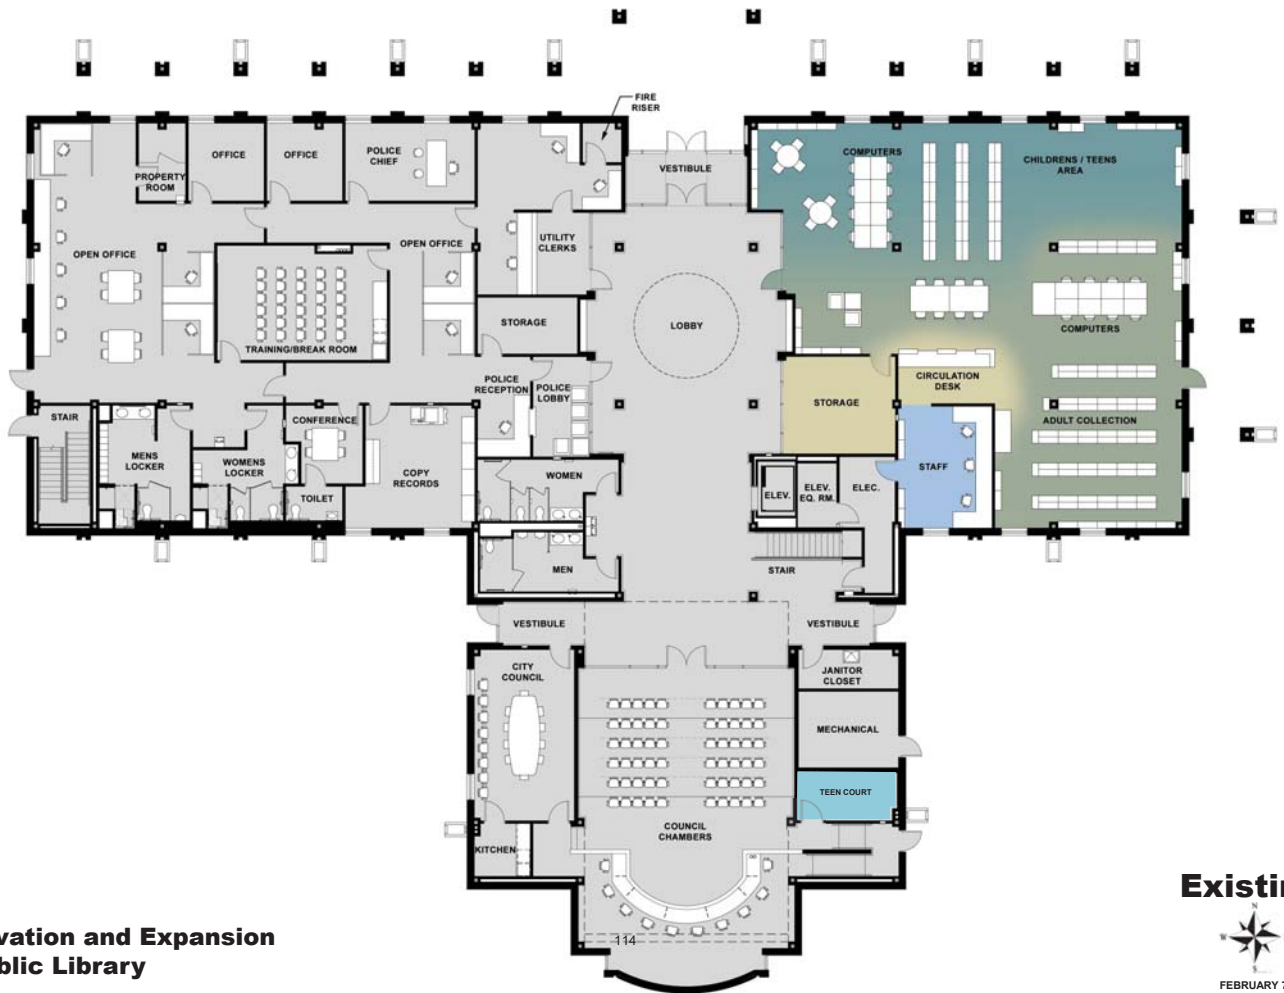 FIRE
RISER
OFFICE
OFFICE
POLICE
CHIEF
PROPERTY
ROOM
VESTIBULE
COMPUTERS
CHILDRENS / TEENS
AREA
OPEN OFFICE
OPEN OFFICE
UTILITY
CLERKS
STORAGE
LOBBY
TRAINING/BREAK ROOM
COMPUTERS
POLICE
RECEPTION
POLICE
LOBBY
CIRCULATION
DESK
STORAGE
STAIR
CONFERENCE
ADULT COLLECTION
MENS
LOCKER
WOMENS
LOCKER
COPY
RECORDS
WOMEN
STAFF
TOILET
ELEV.
ELEV.
EQ. RM.
ELEC.
MEN
STAIR
VESTIBULE
VESTIBULE
CITY
COUNCIL
JANITOR
CLOSET
MECHANICAL
TEEN COURT
COUNCIL
CHAMBERS
KITCHEN
114
vation and Expansion
blic Library
Existin
N
W
S
FEBRUARY 7